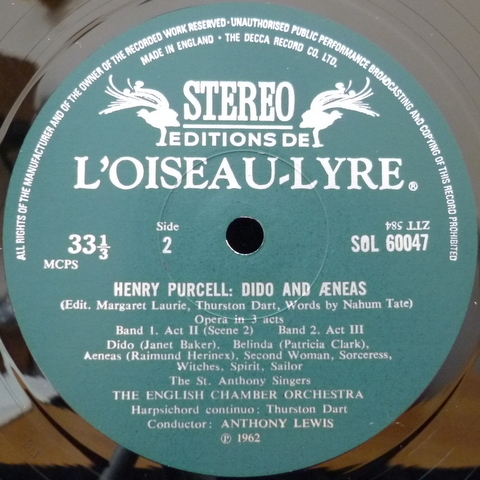 ALL RIGHTS OF THE MANUFACTURER AND OF THE OWNER OF THE RECORDED WORK RESERVED · UNAUTHORISED PUBLIC PERFORMANCE BROADCASTING AND COPYING OF THIS RECORD PROHIBITED
MADE IN ENGLAND · THE DECCA RECORD CO. LTD.
STEREO
EDITIONS DE
L'OISEAU-LYRE®
33⅓ Side ZTT 584
MCPS 2 SOL 60047
HENRY PURCELL: DIDO AND ÆNEAS
(Edit. Margaret Laurie, Thurston Dart, Words by Nahum Tate)
Opera in 3 acts
Band 1. Act II (Scene 2) Band 2. Act III
Dido (Janet Baker), Belinda (Patricia Clark),
Aeneas (Raimund Herincx), Second Woman, Sorceress,
Witches, Spirit, Sailor
The St. Anthony Singers
THE ENGLISH CHAMBER ORCHESTRA
Harpsichord continuo: Thurston Dart
Conductor: ANTHONY LEWIS
℗ 1962